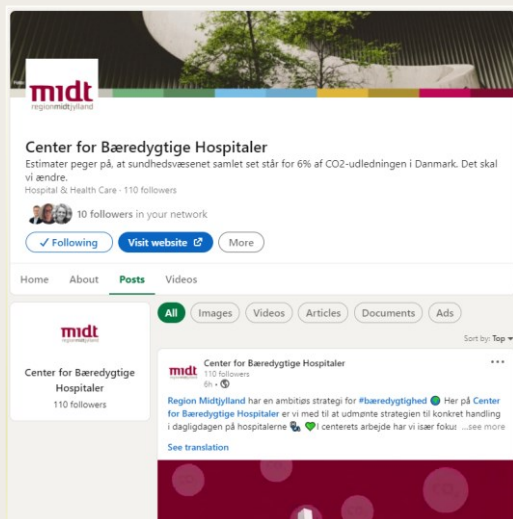 midt
regionmidtjylland
Center for Bæredygtige Hospitaler
Estimater peger på, at sundhedsvæsenet samlet set står for 6% af CO2-udledningen i Danmark. Det skal
vi ændre.
Hospital & Health Care · 110 followers
10 followers in your network
Following
Visit website
More
Home
About
Posts
Videos
midt
regionmidtjylland
Center for Bæredygtige
Hospitaler
110 followers
All
Images
Videos
Articles
Documents
Ads
Sort by: Top
midt
Center for Bæredygtige Hospitaler
110 followers
6h •
Region Midtjylland har en ambitiøs strategi for #bæredygtighed 🌍 Her på Center
for Bæredygtige Hospitaler er vi med til at udmønte strategien til konkret handling
i dagligdagen på hospitalerne 💚I centerets arbejde har vi især fokus ...see more
See translation